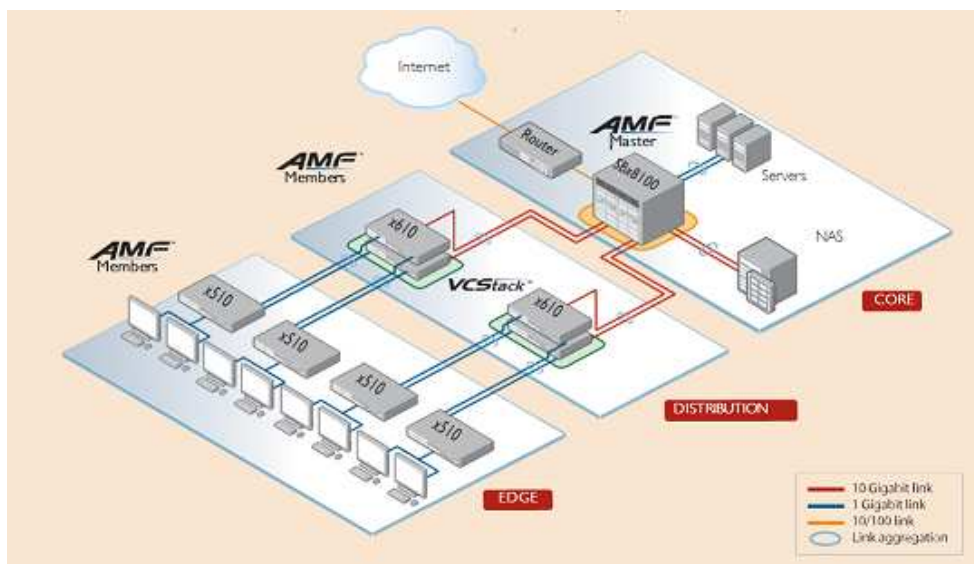 Internet
Router
AMF
Master
SBx8100
Servers
NAS
CORE
AMF
Members
x610
VCStack
x610
DISTRIBUTION
AMF
Members
x510
x510
x510
x510
EDGE
10 Gigabit link
1 Gigabit link
10/100 link
Link aggregation